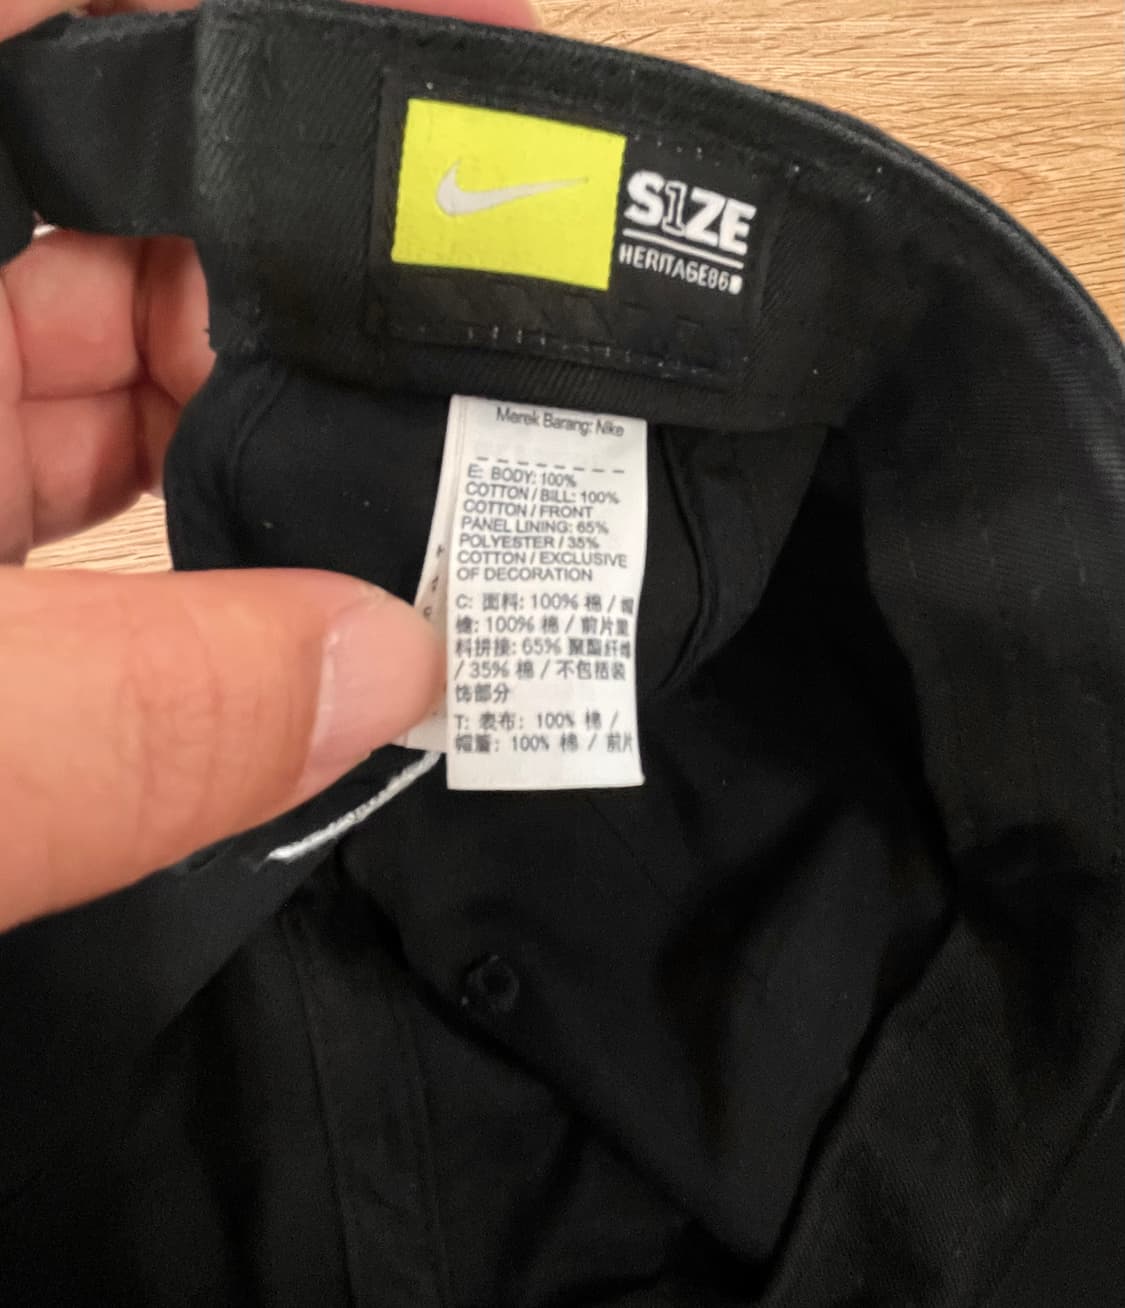 S1ZE
HERITAGE86
Merek Barang: Nike
E: BODY: 100%
COTTON / BILL: 100%
COTTON / FRONT
PANEL LINING: 65%
POLYESTER / 35%
COTTON / EXCLUSIVE
OF DECORATION
C: 面料: 100% 棉 / 帽
檐: 100% 棉 / 前片里
料拼接: 65% 聚酯纤维
/ 35% 棉 / 不包括装
饰部分
T: 表布: 100% 棉 /
帽簷: 100% 棉 / 前片